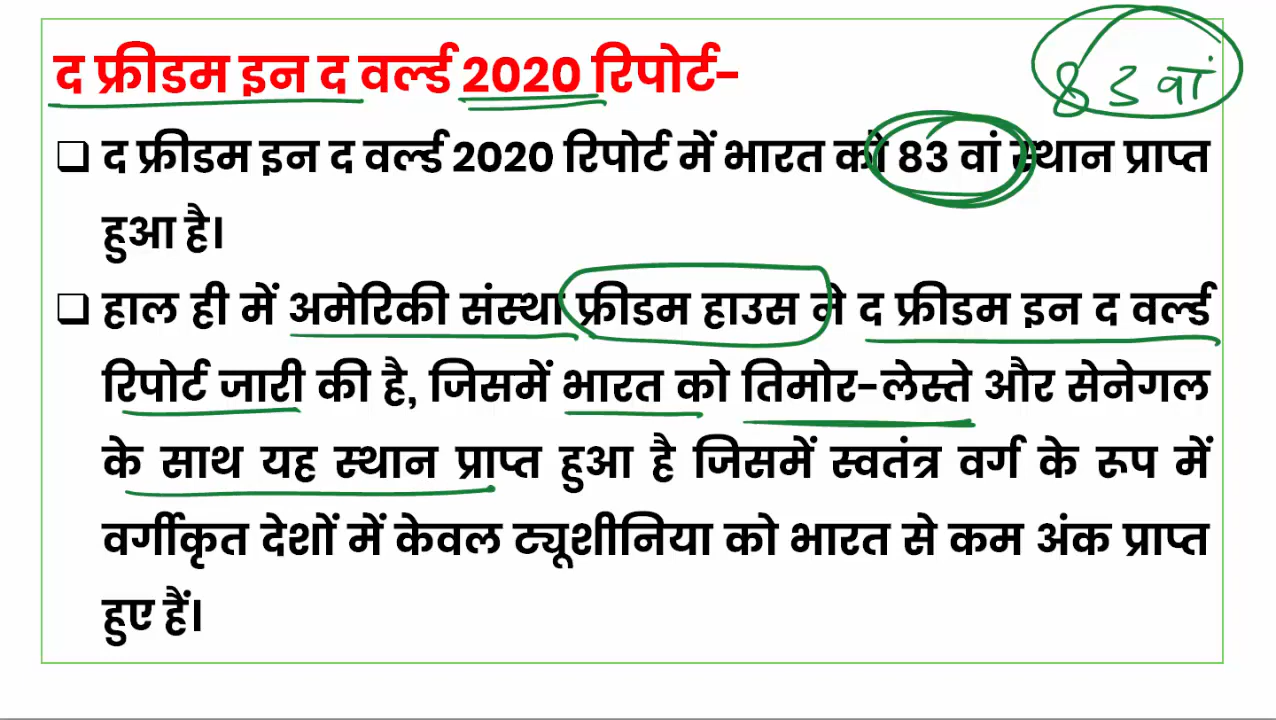 द फ्रीडम इन द वर्ल्ड 2020 रिपोर्ट-
83 वां
❑ द फ्रीडम इन द वर्ल्ड 2020 रिपोर्ट में भारत को 83 वां स्थान प्राप्त
हुआ है।
❑ हाल ही में अमेरिकी संस्था फ्रीडम हाउस ने द फ्रीडम इन द वर्ल्ड
रिपोर्ट जारी की है, जिसमें भारत को तिमोर-लेस्ते और सेनेगल
के साथ यह स्थान प्राप्त हुआ है जिसमें स्वतंत्र वर्ग के रूप में
वर्गीकृत देशों में केवल ट्यूशीनिया को भारत से कम अंक प्राप्त
हुए हैं।